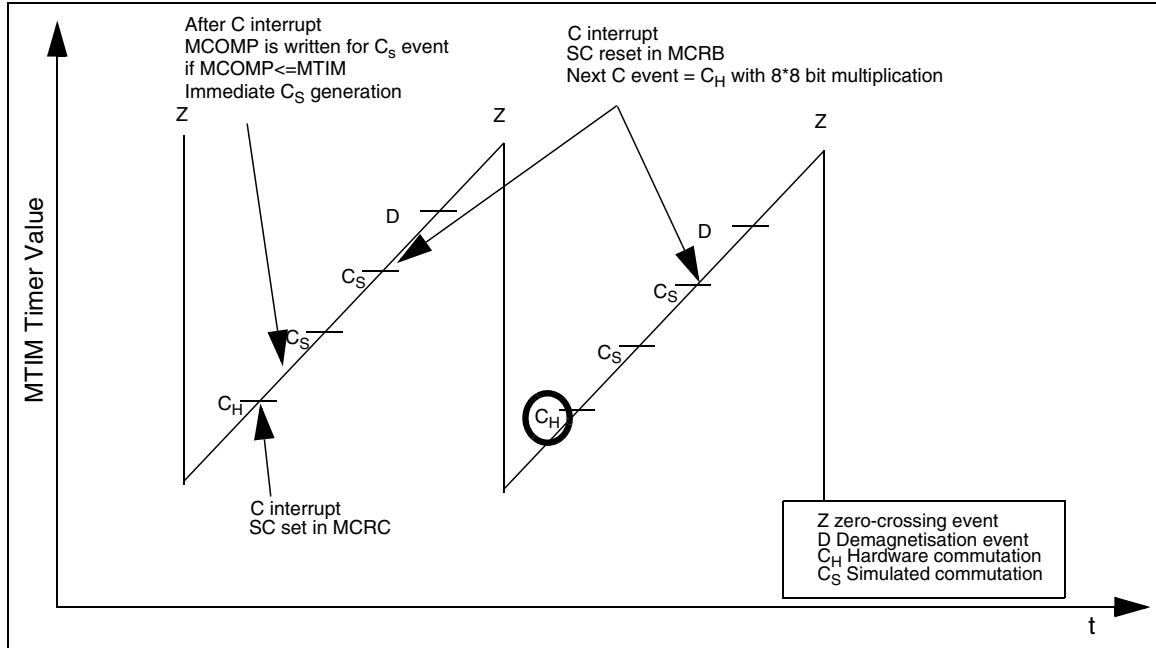 After C interrupt
MCOMP is written for Cs event
if MCOMP<=MTIM
Immediate CS generation
C interrupt
SC reset in MCRB
Next C event = CH with 8*8 bit multiplication
Z
Z
Z
D
D
CS
CS
CS
CS
CH
CH
C interrupt
SC set in MCRC
MTIM Timer Value
Z zero-crossing event
D Demagnetisation event
CH Hardware commutation
CS Simulated commutation
t